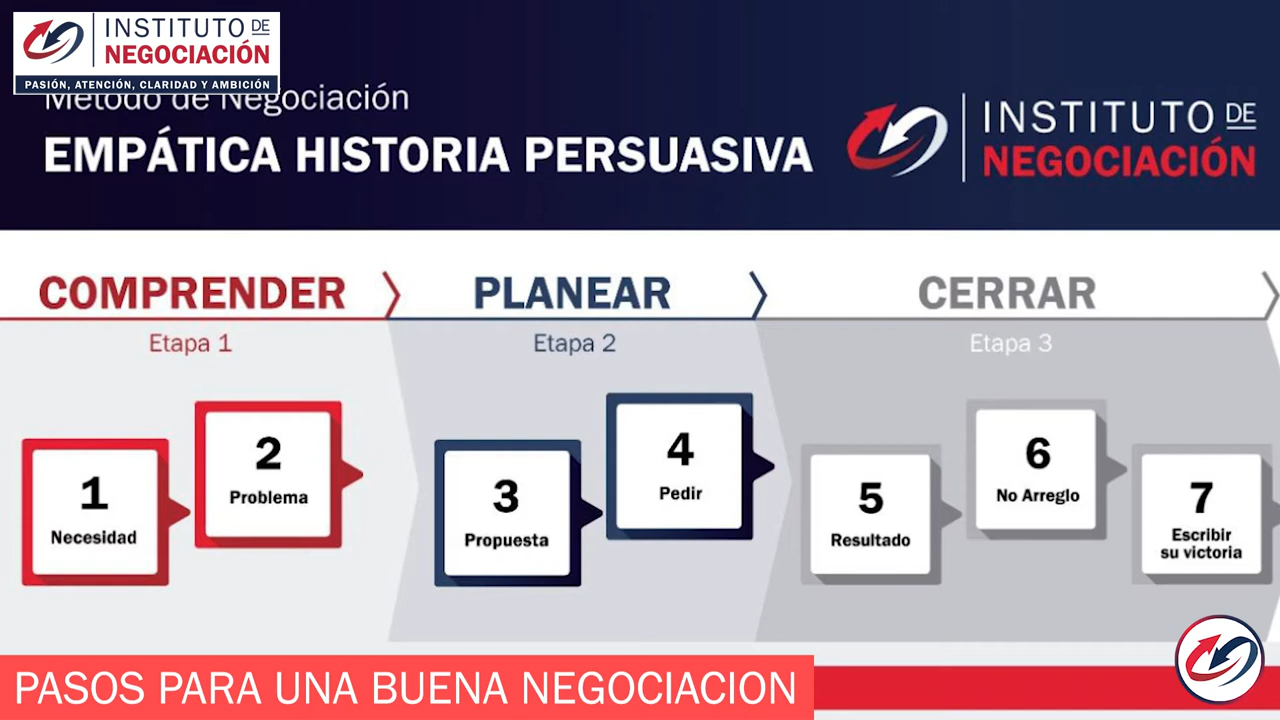 INSTITUTO DE
NEGOCIACIÓN
PASIÓN, ATENCIÓN, CLARIDAD Y AMBICIÓN
Método de Negociación
EMPÁTICA HISTORIA PERSUASIVA
INSTITUTO DE
NEGOCIACIÓN
COMPRENDER
PLANEAR
CERRAR
Etapa 1
Etapa 2
Etapa 3
1
Necesidad
2
Problema
3
Propuesta
4
Pedir
5
Resultado
6
No Arreglo
7
Escribir
su victoria
PASOS PARA UNA BUENA NEGOCIACION